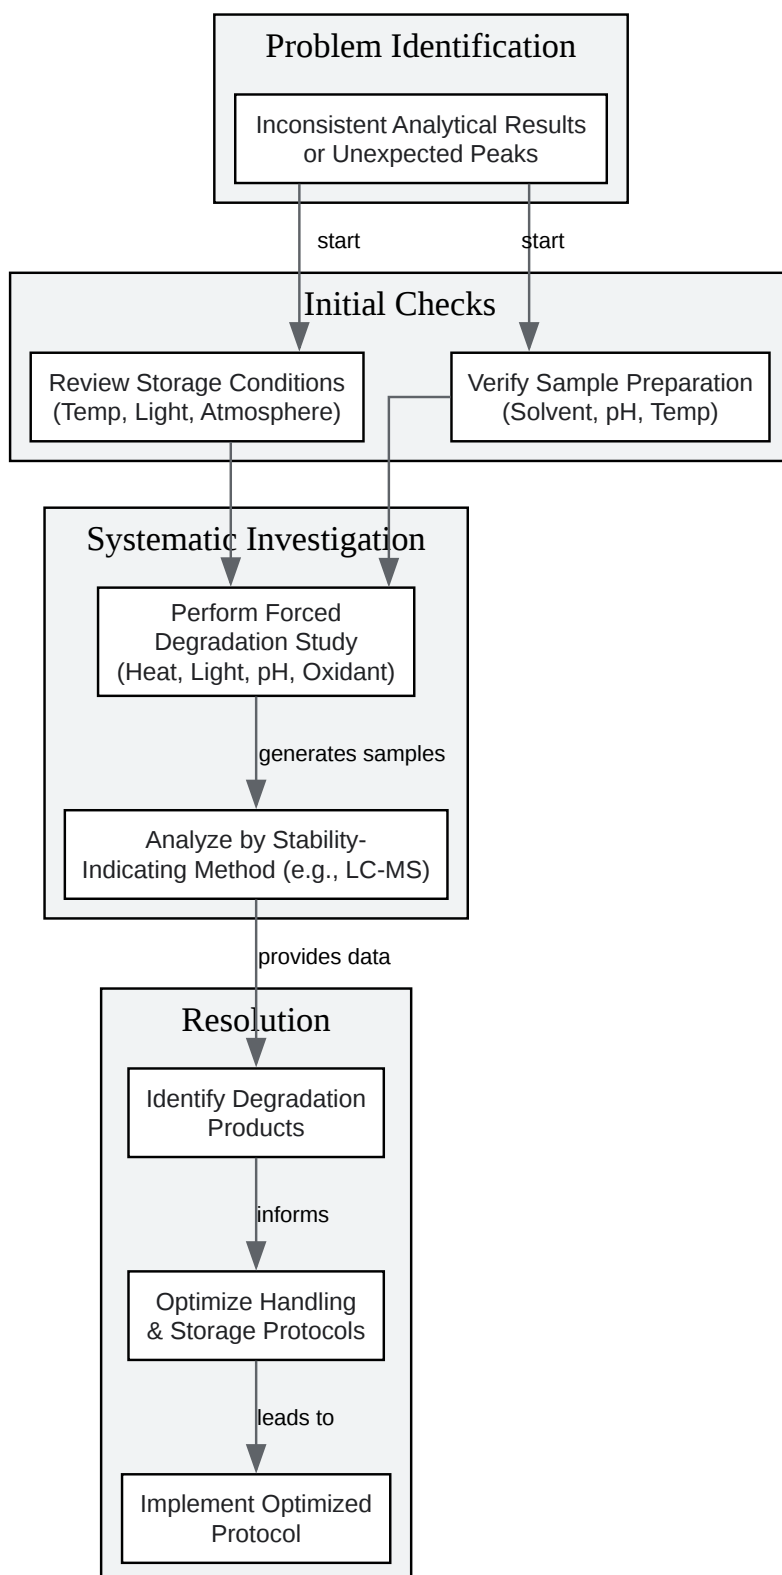 Problem Identification
Inconsistent Analytical Results
or Unexpected Peaks
start
start
Initial Checks
Review Storage Conditions
(Temp, Light, Atmosphere)
Verify Sample Preparation
(Solvent, pH, Temp)
Systematic Investigation
Perform Forced
Degradation Study
(Heat, Light, pH, Oxidant)
generates samples
Analyze by Stability-
Indicating Method (e.g., LC-MS)
provides data
Resolution
Identify Degradation
Products
informs
Optimize Handling
& Storage Protocols
leads to
Implement Optimized
Protocol